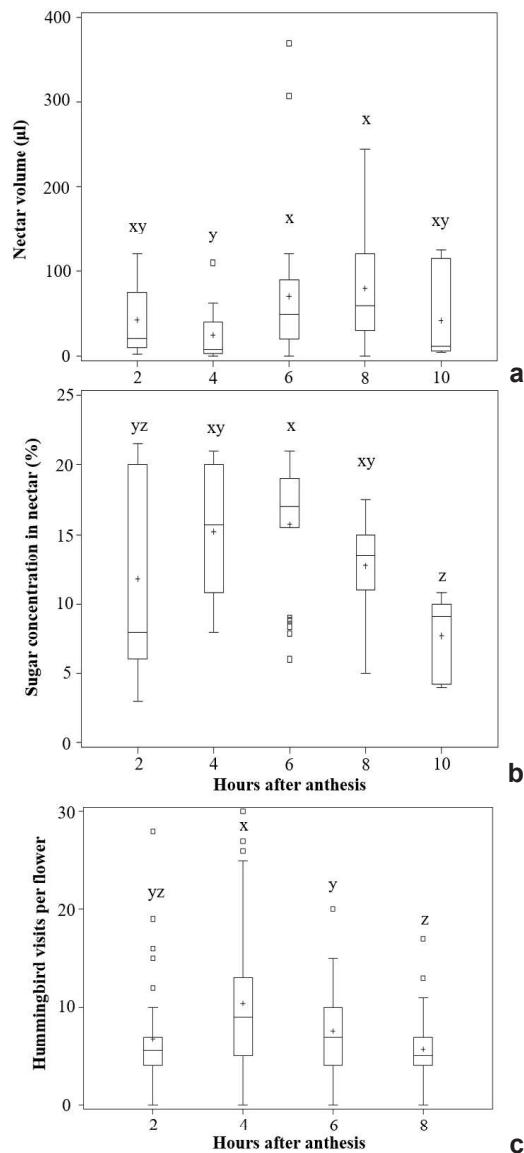 400
300
200
100
0
Nectar volume (µl)
xy
y
x
x
xy
2 4 6 8 10
a
25
20
15
10
5
0
Sugar concentration in nectar (%)
yz
xy
x
xy
z
2 4 6 8 10
Hours after anthesis
b
30
20
10
0
Hummingbird visits per flower
yz
x
y
z
2 4 6 8
Hours after anthesis
c